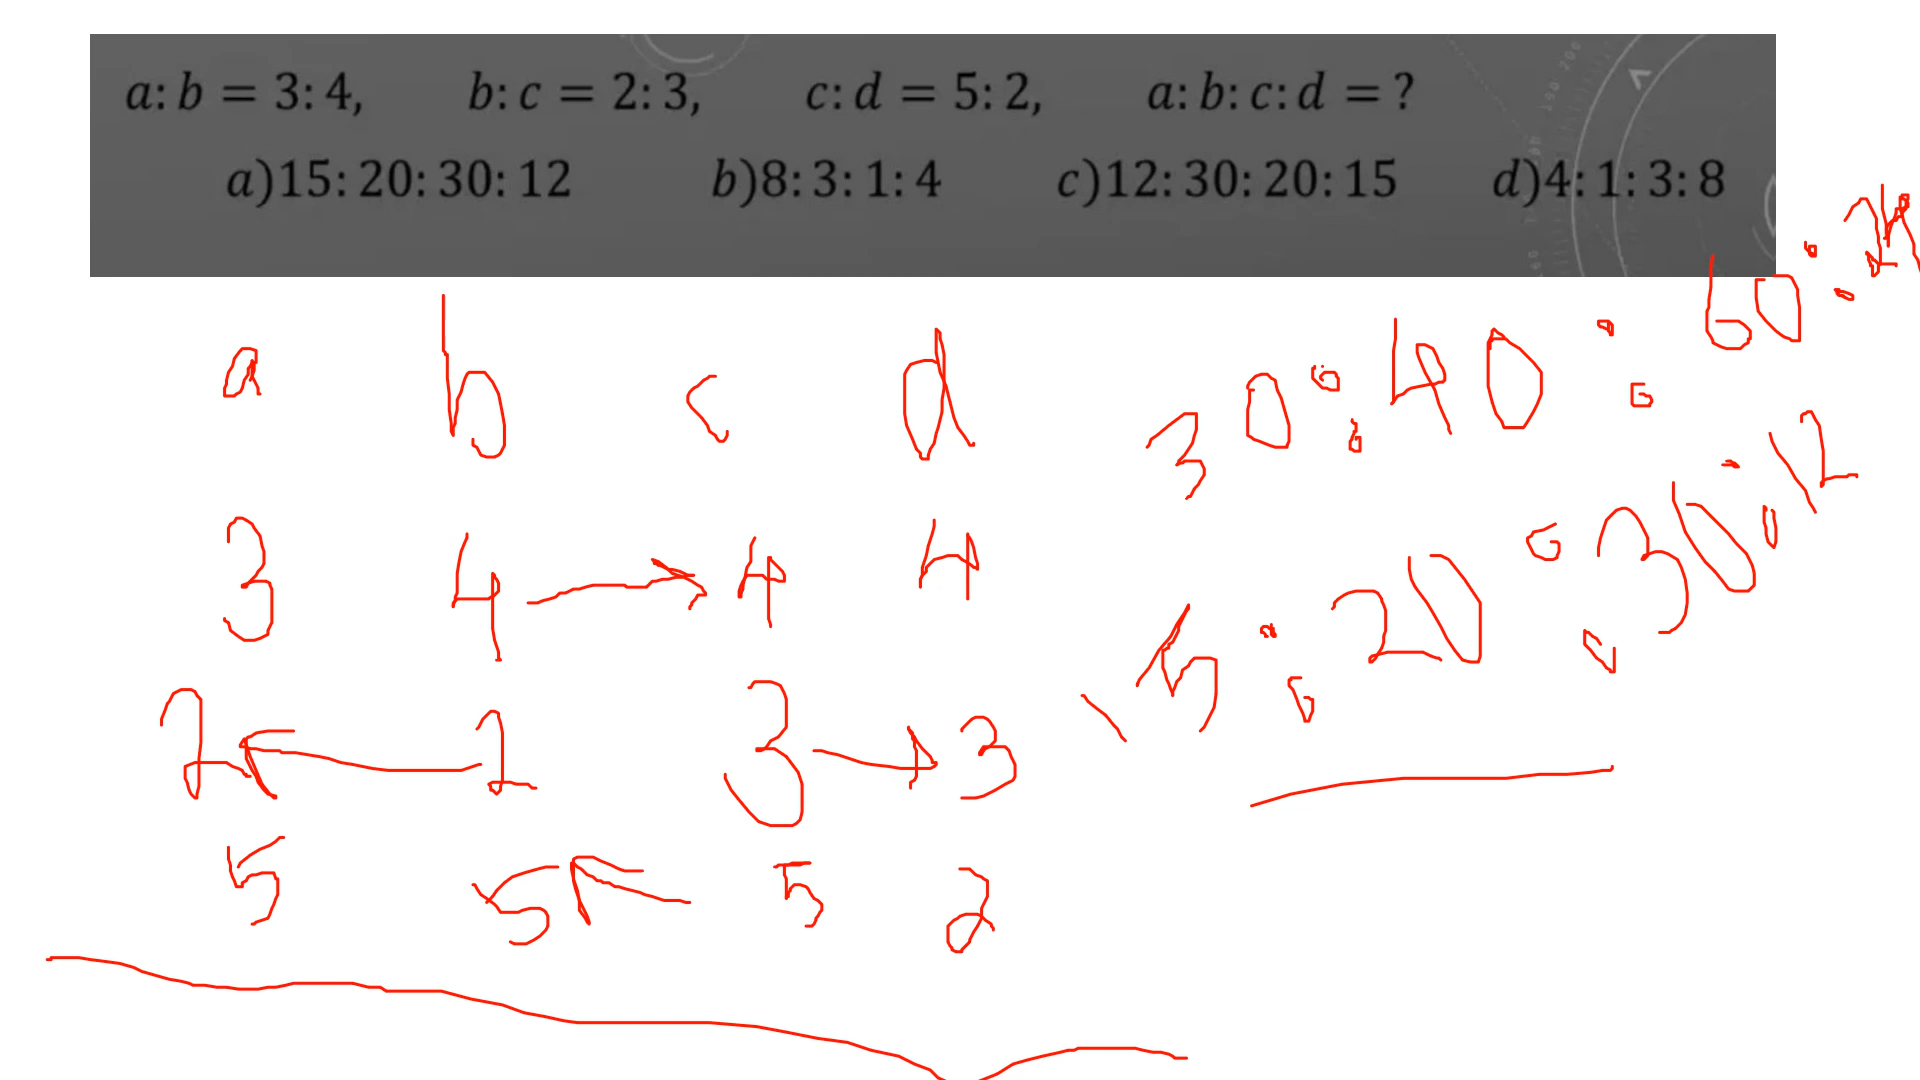 a: b = 3: 4, b: c = 2: 3, c: d = 5: 2, a: b: c: d = ?
a)15: 20: 30: 12 b)8: 3: 1: 4 c)12: 30: 20: 15 d)4: 1: 3: 8
a b c d
30:40:60:24
3 4 → 4 4
15:20:30:12
2 ← 2 3 → 3
5 5 ← 5 2